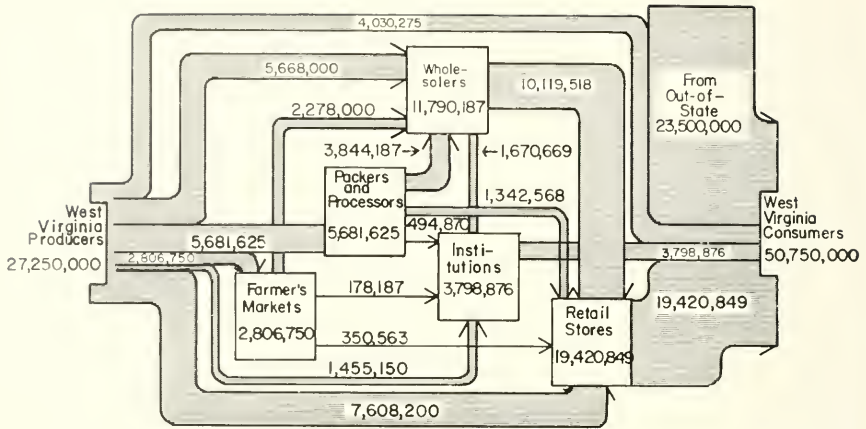 4,030,275
5,668,000
Whole-
solers
11,790,187
10,119,518
From
Out-of-
State
23,500,000
2,278,000
3,844,187
1,670,669
Packers and
Processors
5,681,625
1,342,568
494,870
West
Virginia
Producers
27,250,000
5,681,625
2,806,750
Insti-
tutions
3,798,876
3,798,876
West
Virginia
Consumers
50,750,000
Farmer's
Markets
2,806,750
178,187
350,563
Retail
Stores
19,420,849
19,420,849
1,455,150
7,608,200